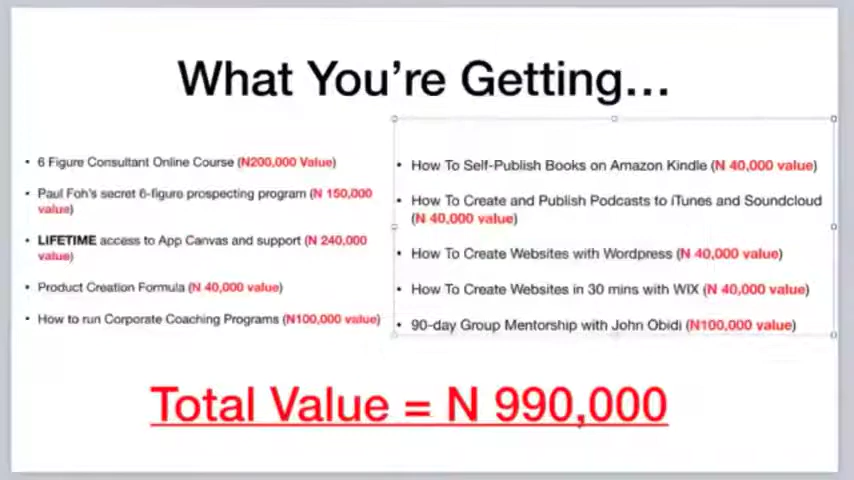 What You're Getting...
• 6 Figure Consultant Online Course (N200,000 Value)
• Paul Foh's secret 6-figure prospecting program (N 150,000
value)
• LIFETIME access to App Canvas and support (N 240,000
value)
• Product Creation Formula (N 40,000 value)
• How to run Corporate Coaching Programs (N100,000 value)
• How To Self-Publish Books on Amazon Kindle (N 40,000 value)
• How To Create and Publish Podcasts to iTunes and Soundcloud
(N 40,000 value)
• How To Create Websites with Wordpress (N 40,000 value)
• How To Create Websites in 30 mins with WIX (N 40,000 value)
• 90-day Group Mentorship with John Obidi (N100,000 value)
Total Value = N 990,000